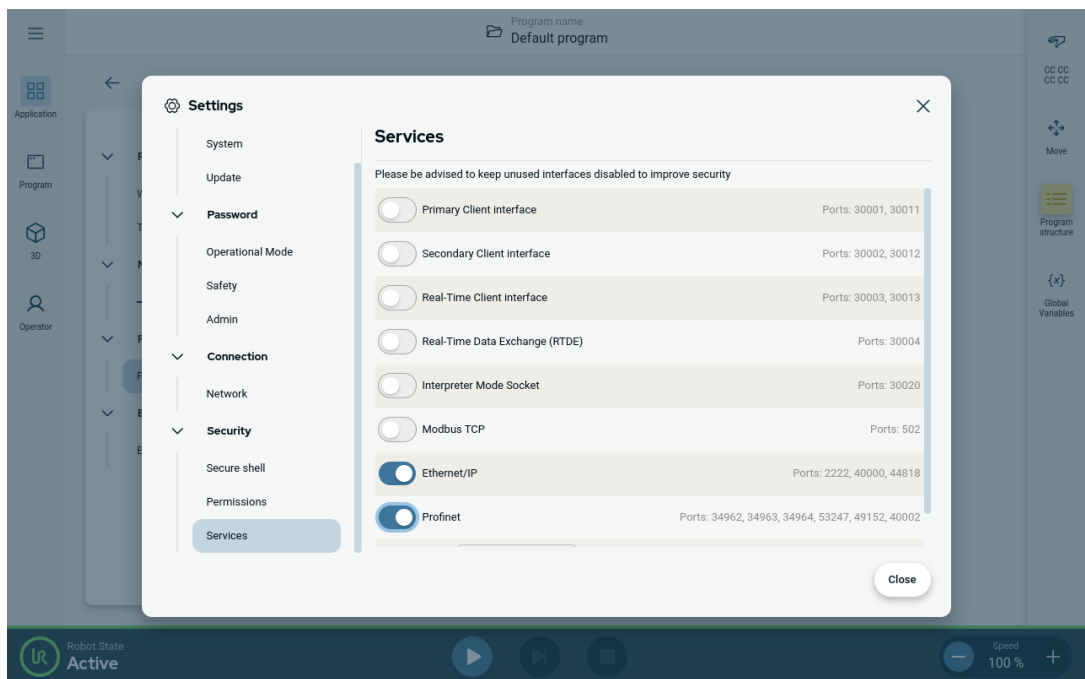 Program name
Default program
Application
Program
3D
Operator
Settings
System
Update
Password
Operational Mode
Safety
Admin
Connection
Network
Security
Secure shell
Permissions
Services
Services
Please be advised to keep unused interfaces disabled to improve security
Primary Client interface Ports: 30001, 30011
Secondary Client interface Ports: 30002, 30012
Real-Time Client interface Ports: 30003, 30013
Real-Time Data Exchange (RTDE) Ports: 30004
Interpreter Mode Socket Ports: 30020
Modbus TCP Ports: 502
Ethernet/IP Ports: 2222, 40000, 44818
Profinet Ports: 34962, 34963, 34964, 53247, 49152, 40002
Close
CC CC
CC CC
Move
Program
structure
{x}
Global
Variables
UR
Robot State
Active
Speed
100 %